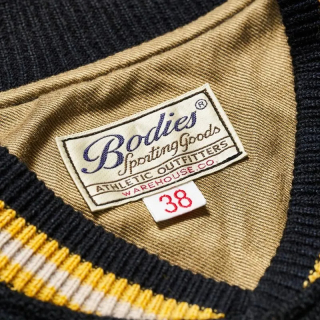 Bodies®
Sporting Goods
ATHLETIC OUTFITTERS
WAREHOUSE CO.
38